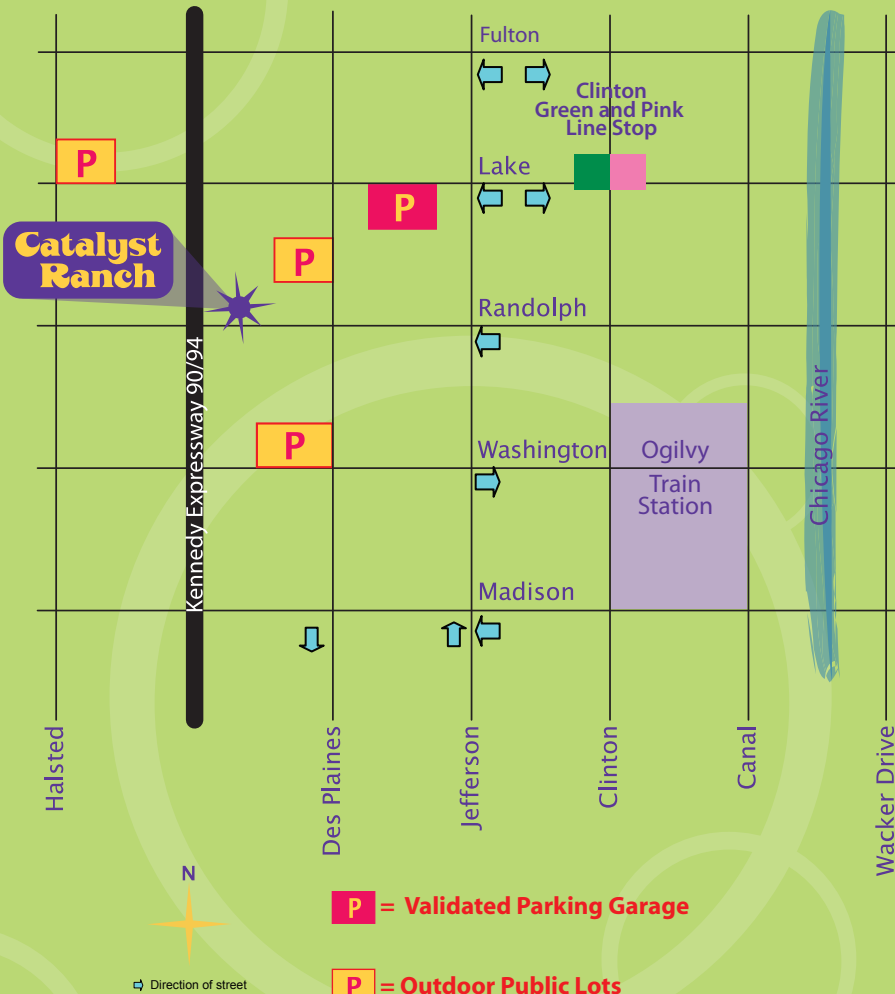 Fulton
Clinton
Green and Pink
Line Stop
P
Lake
P
Catalyst
Ranch
P
Randolph
Kennedy Expressway 90/94
P
Washington
Ogilvy
Train
Station
Chicago River
Madison
Halsted
Des Plaines
Jefferson
Clinton
Canal
Wacker Drive
N
P = Validated Parking Garage
Direction of street
P = Outdoor Public Lots